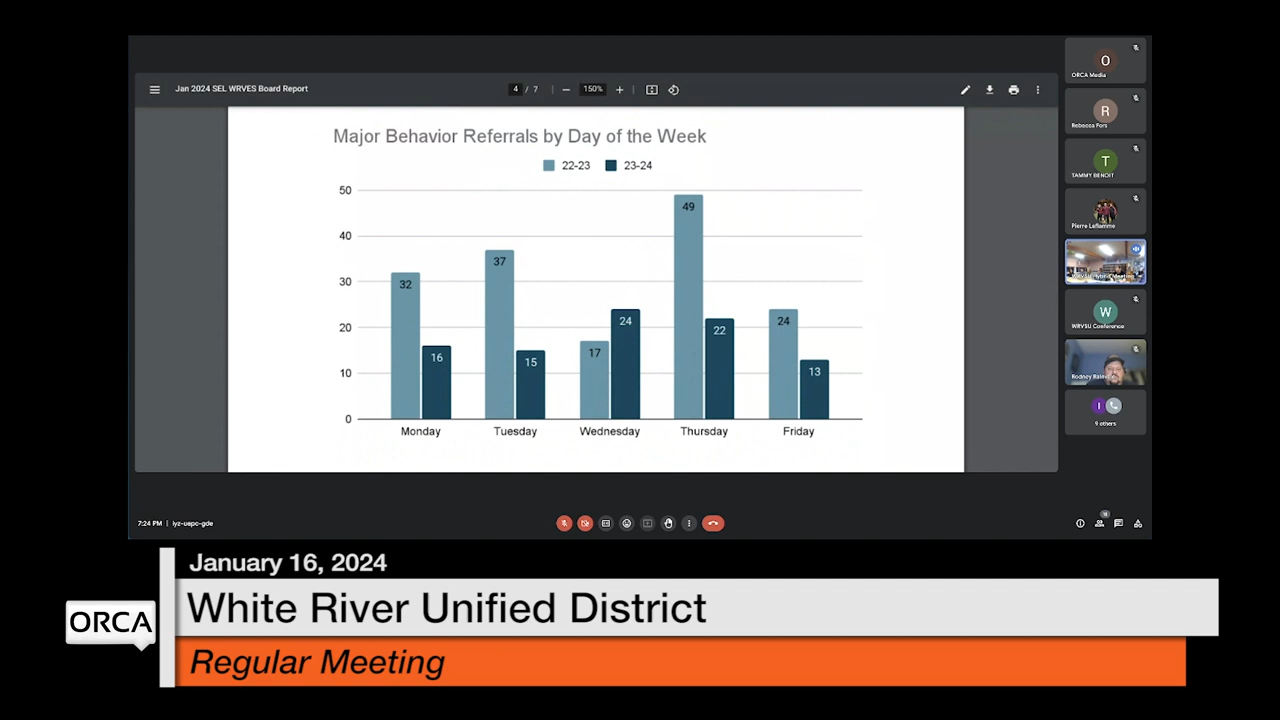 Jan 2024 SEL WRVES Board Report
4 / 7
150%
Major Behavior Referrals by Day of the Week
22-23 23-24
50
40
30
20
10
0
32 16
37 15
17 24
49 22
24 13
Monday Tuesday Wednesday Thursday Friday
O
ORCA Media
R
Rebecca Fors
T
TAMMY BENOIT
Pierre Laflamme
W
WRVSU Conference
I
9 others
7:24 PM | iyz-uepc-gde
January 16, 2024
White River Unified District
ORCA
Regular Meeting